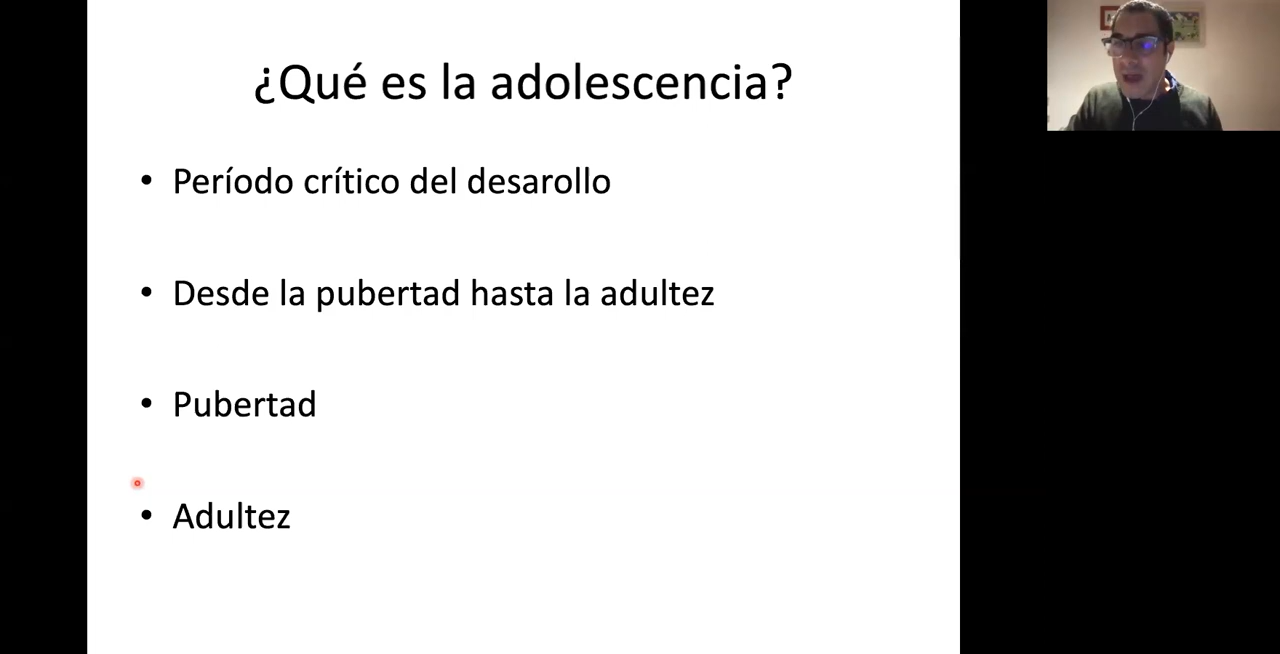 ¿Qué es la adolescencia?
• Período crítico del desarollo
• Desde la pubertad hasta la adultez
• Pubertad
• Adultez